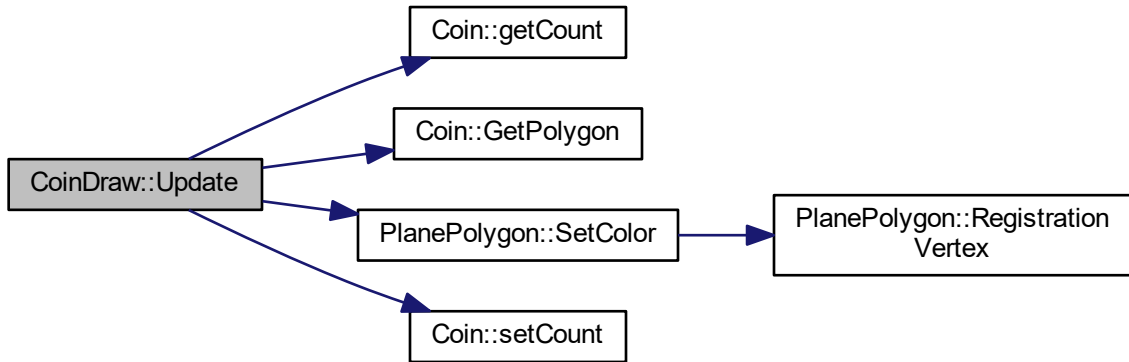 Coin::getCount
Coin::GetPolygon
CoinDraw::Update
PlanePolygon::SetColor
PlanePolygon::Registration
Vertex
Coin::setCount